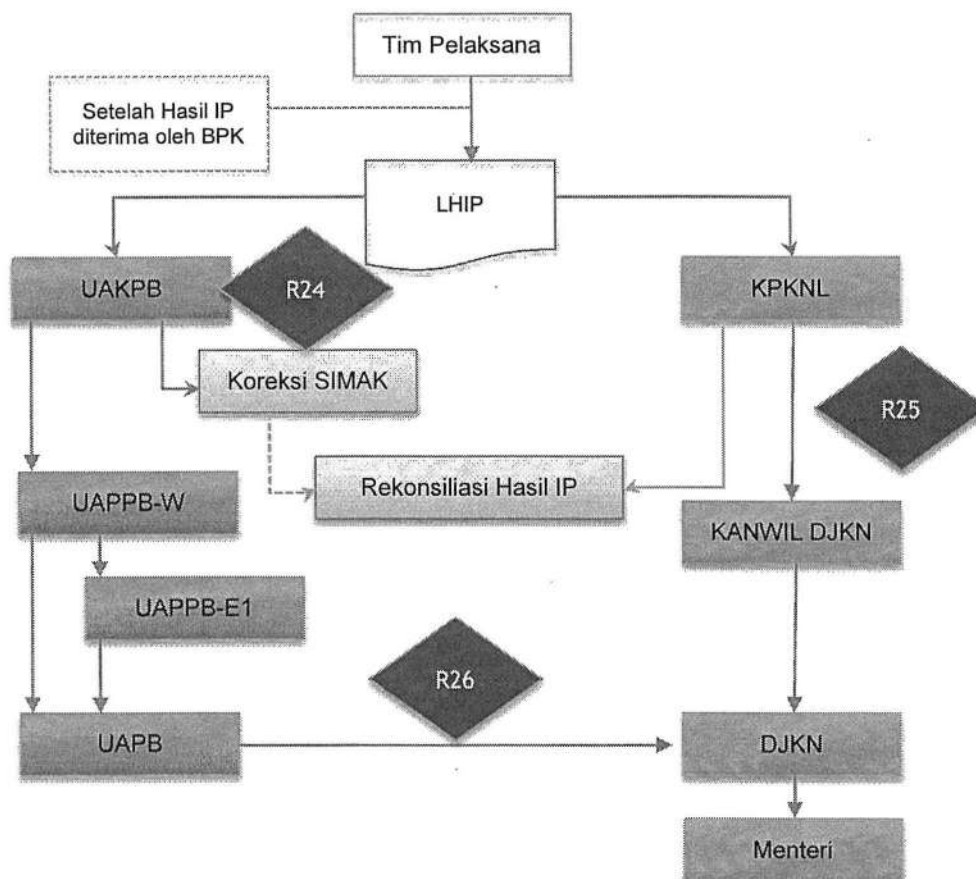 Tim Pelaksana
Setelah Hasil IP
diterima oleh BPK
LHIP
UAKPB
R24
KPKNL
Koreksi SIMAK
R25
Rekonsiliasi Hasil IP
UAPPB-W
KANWIL DJKN
UAPPB-E1
R26
UAPB
DJKN
Menteri